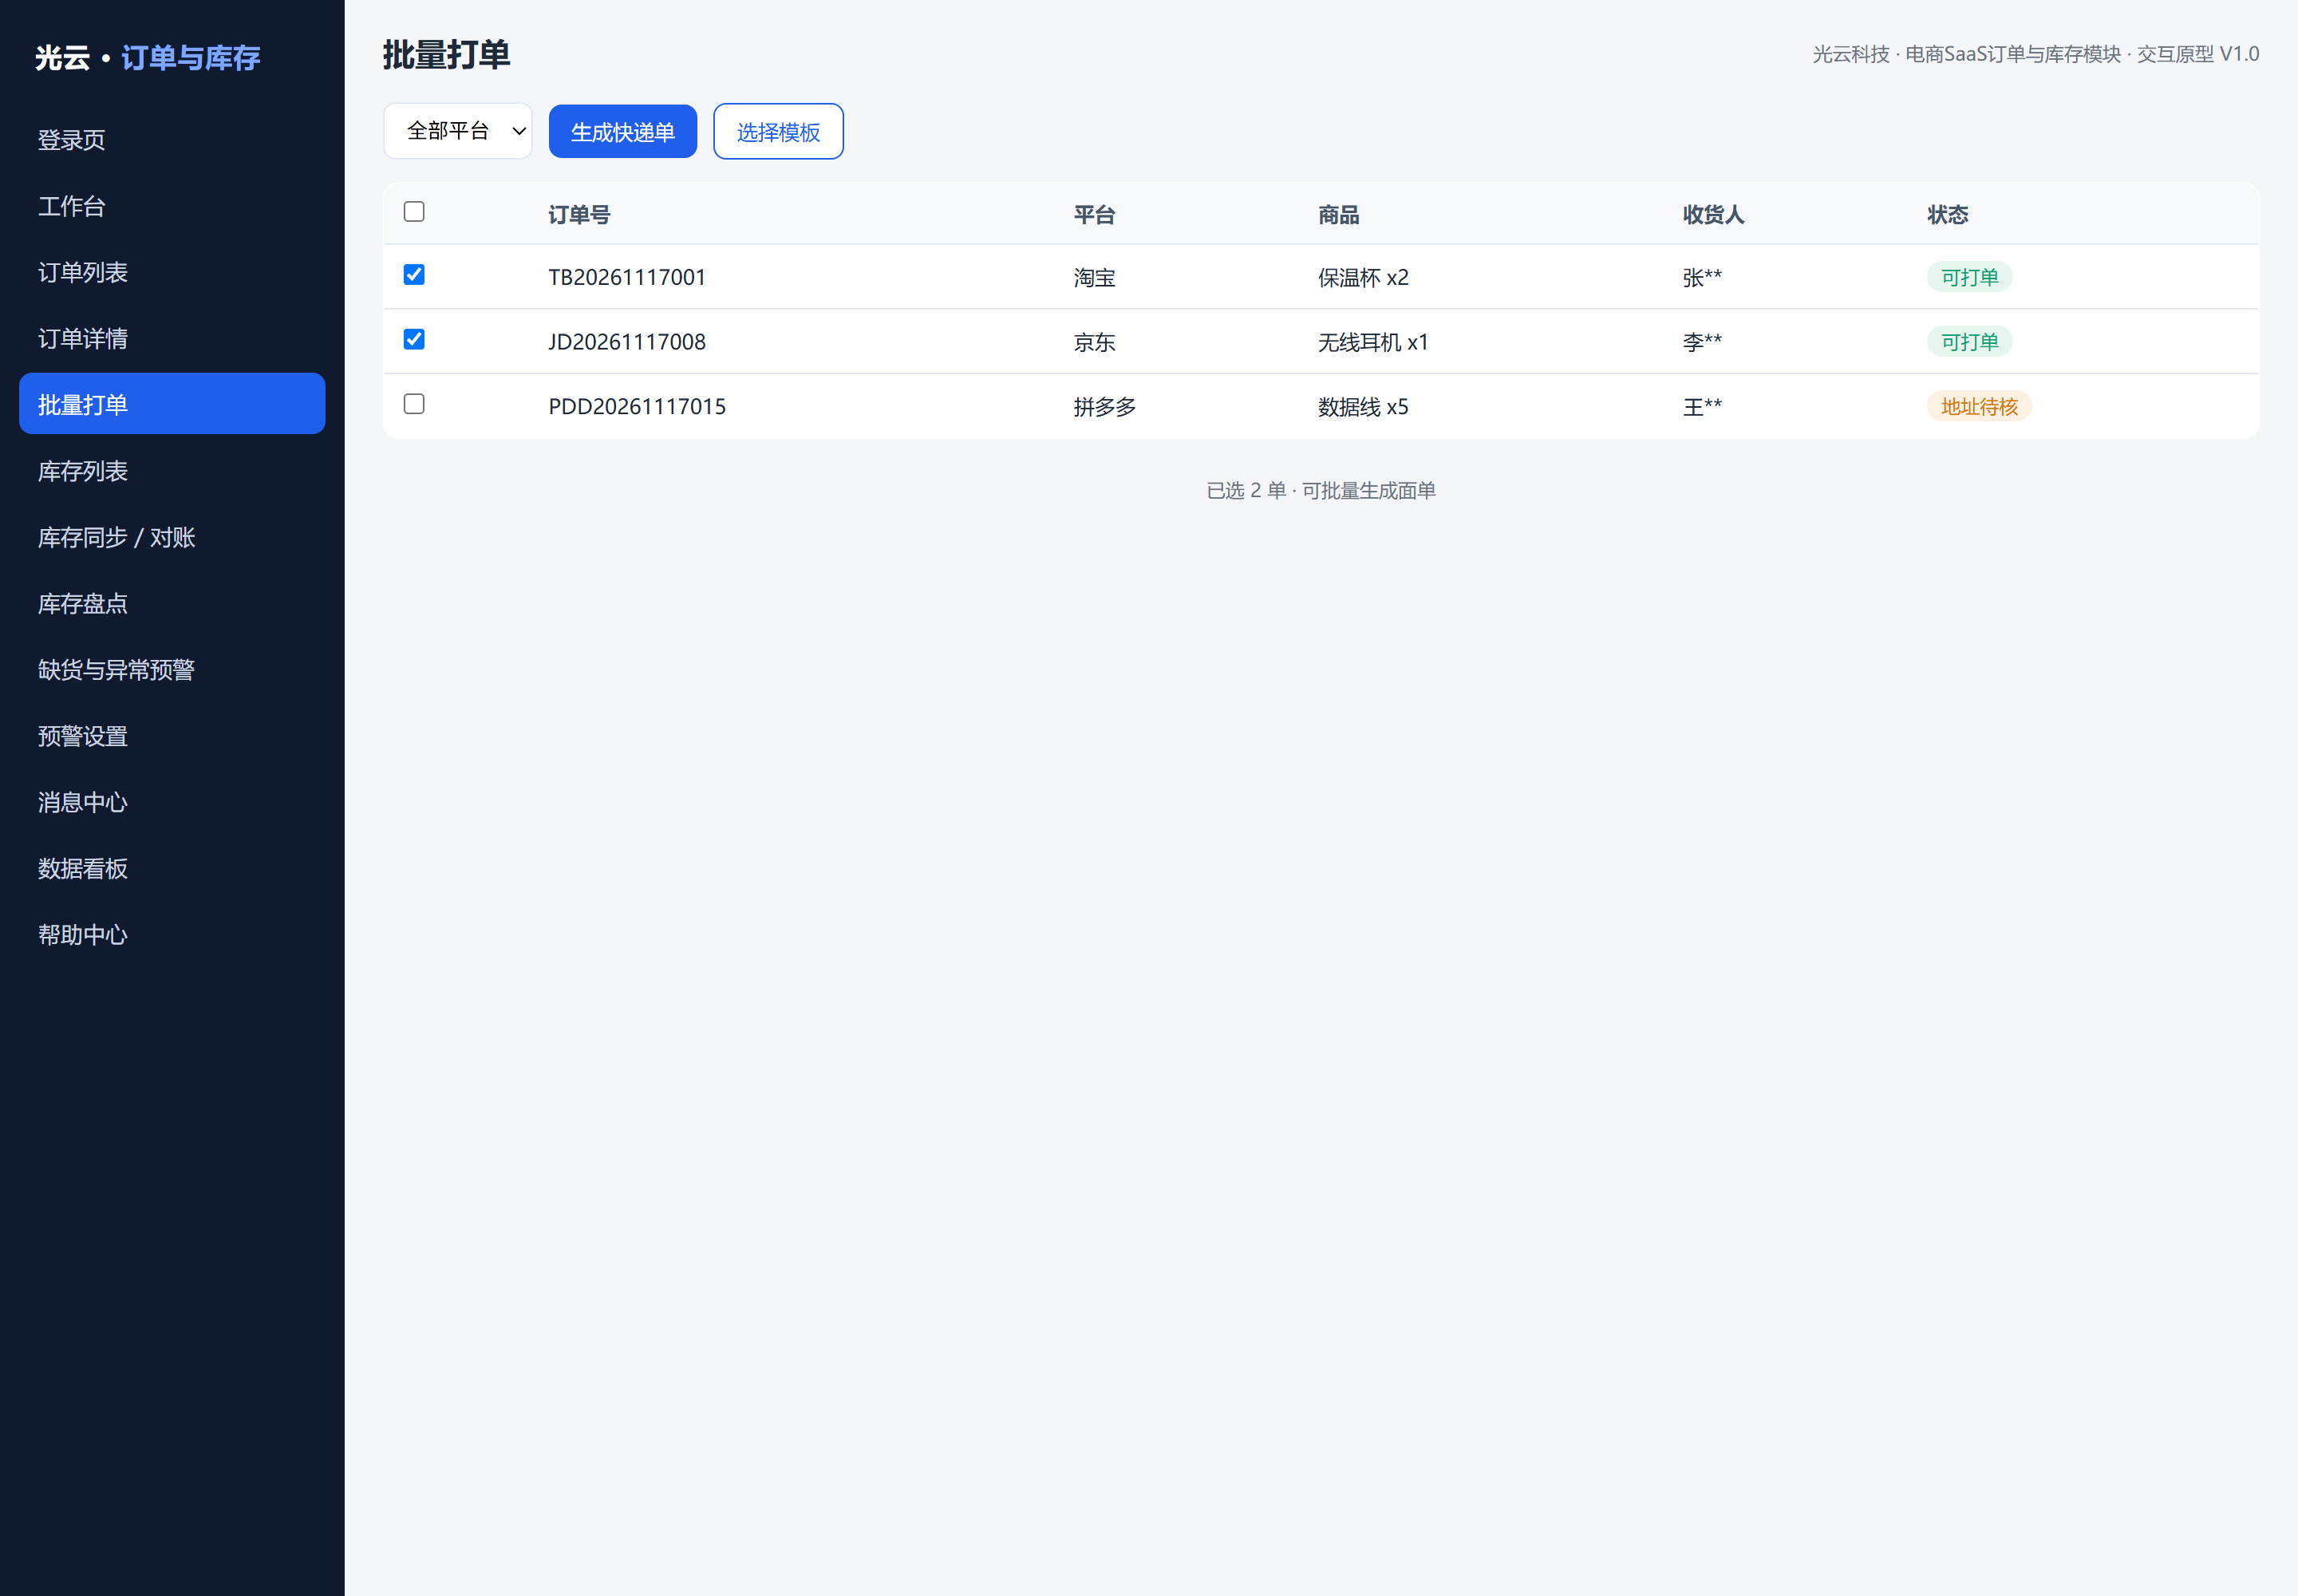 光云 · 订单与库存
登录页
工作台
订单列表
订单详情
批量打单
库存列表
库存同步 / 对账
库存盘点
缺货与异常预警
预警设置
消息中心
数据看板
帮助中心
批量打单
光云科技 · 电商SaaS订单与库存模块 · 交互原型 V1.0
全部平台 生成快递单 选择模板
订单号 平台 商品 收货人 状态
TB20261117001 淘宝 保温杯 x2 张** 可打单
JD20261117008 京东 无线耳机 x1 李** 可打单
PDD20261117015 拼多多 数据线 x5 王** 地址待核
已选 2 单 · 可批量生成面单